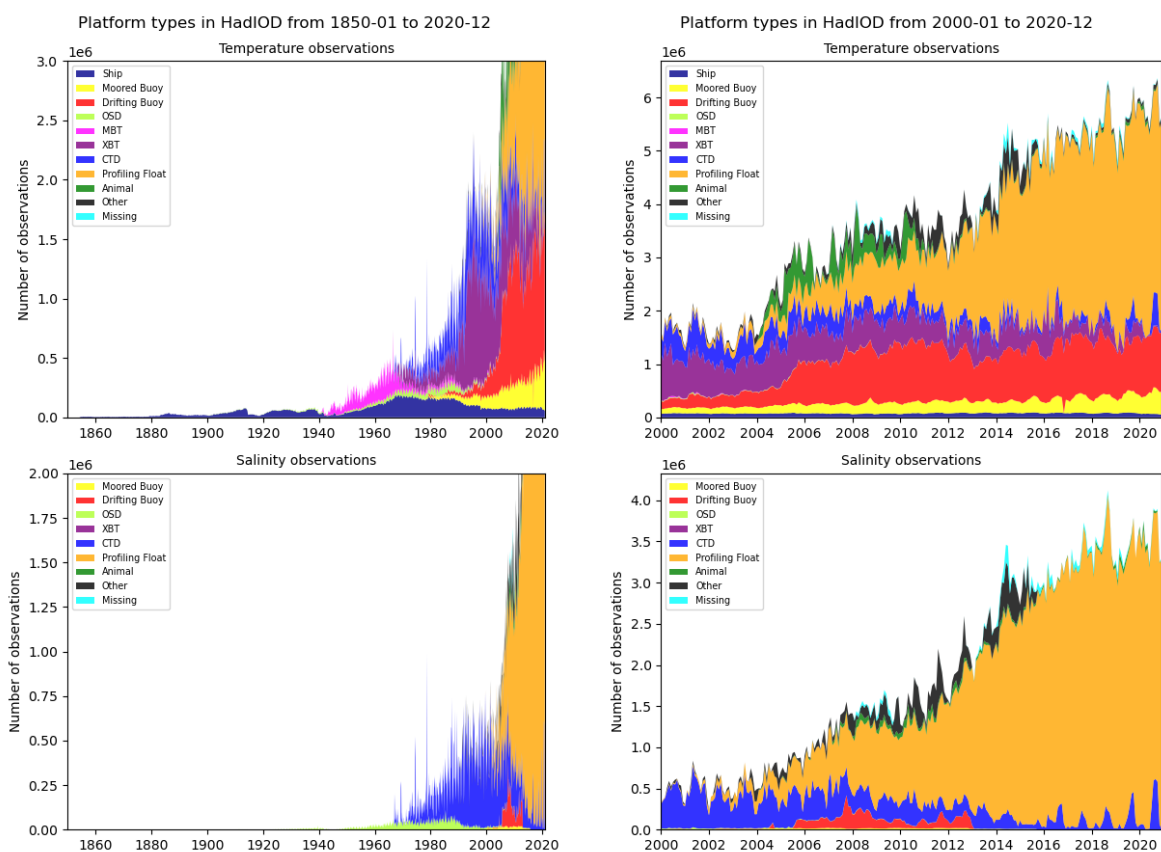 Platform types in HadIOD from 1850-01 to 2020-12
Temperature observations
1e6
3.0
2.5
2.0
1.5
1.0
0.5
0.0
Number of observations
Ship
Moored Buoy
Drifting Buoy
OSD
MBT
XBT
CTD
Profiling Float
Animal
Other
Missing
1860 1880 1900 1920 1940 1960 1980 2000 2020
Platform types in HadIOD from 2000-01 to 2020-12
Temperature observations
1e6
6
5
4
3
2
1
0
Number of observations
Ship
Moored Buoy
Drifting Buoy
OSD
MBT
XBT
CTD
Profiling Float
Animal
Other
Missing
2000 2002 2004 2006 2008 2010 2012 2014 2016 2018 2020
Salinity observations
1e6
2.00
1.75
1.50
1.25
1.00
0.75
0.50
0.25
0.00
Number of observations
Moored Buoy
Drifting Buoy
OSD
XBT
CTD
Profiling Float
Animal
Other
Missing
1860 1880 1900 1920 1940 1960 1980 2000 2020
Salinity observations
1e6
4.0
3.5
3.0
2.5
2.0
1.5
1.0
0.5
0.0
Number of observations
Moored Buoy
Drifting Buoy
OSD
XBT
CTD
Profiling Float
Animal
Other
Missing
2000 2002 2004 2006 2008 2010 2012 2014 2016 2018 2020